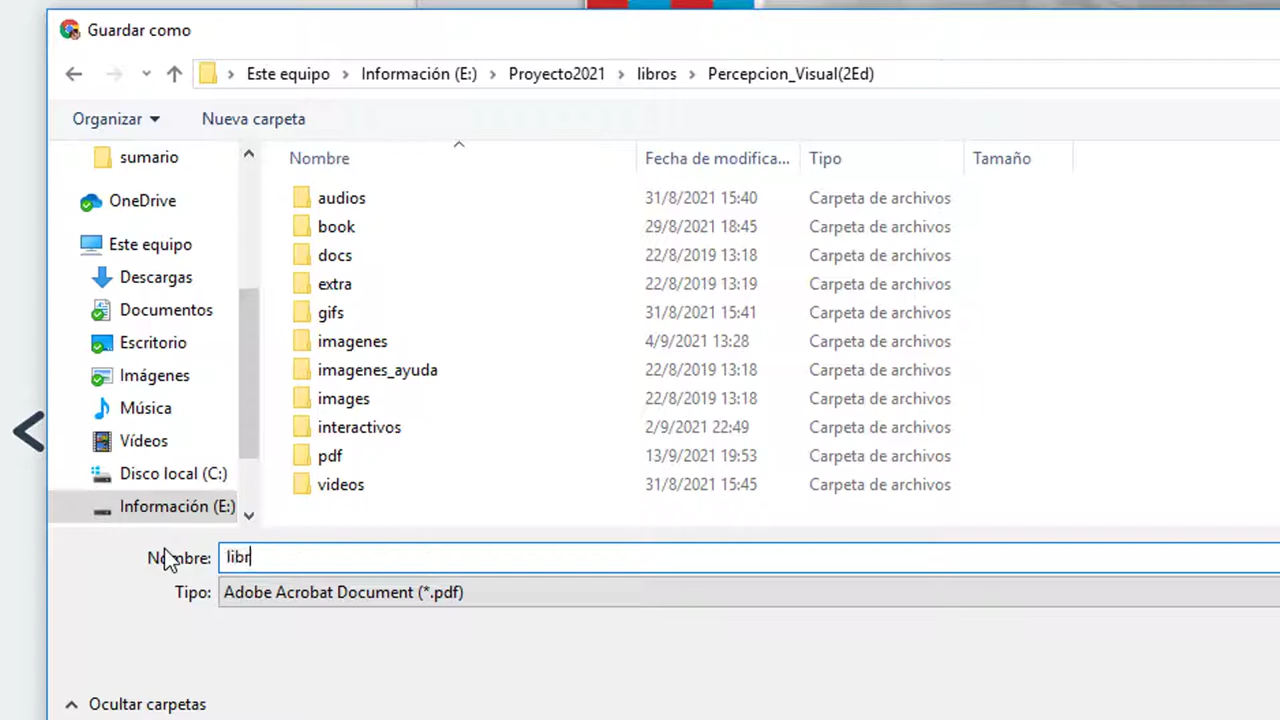 Guardar como
Este equipo > Información (E:) > Proyecto2021 > libros > Percepcion_Visual(2Ed)
Organizar Nueva carpeta
sumario
OneDrive
Este equipo
Descargas
Documentos
Escritorio
Imágenes
Música
Vídeos
Disco local (C:)
Información (E:)
Nombre Fecha de modifica... Tipo Tamaño
audios 31/8/2021 15:40 Carpeta de archivos
book 29/8/2021 18:45 Carpeta de archivos
docs 22/8/2019 13:18 Carpeta de archivos
extra 22/8/2019 13:19 Carpeta de archivos
gifs 31/8/2021 15:41 Carpeta de archivos
imagenes 4/9/2021 13:28 Carpeta de archivos
imagenes_ayuda 22/8/2019 13:18 Carpeta de archivos
images 22/8/2019 13:18 Carpeta de archivos
interactivos 2/9/2021 22:49 Carpeta de archivos
pdf 13/9/2021 19:53 Carpeta de archivos
videos 31/8/2021 15:45 Carpeta de archivos
Nombre: libr
Tipo: Adobe Acrobat Document (*.pdf)
Ocultar carpetas